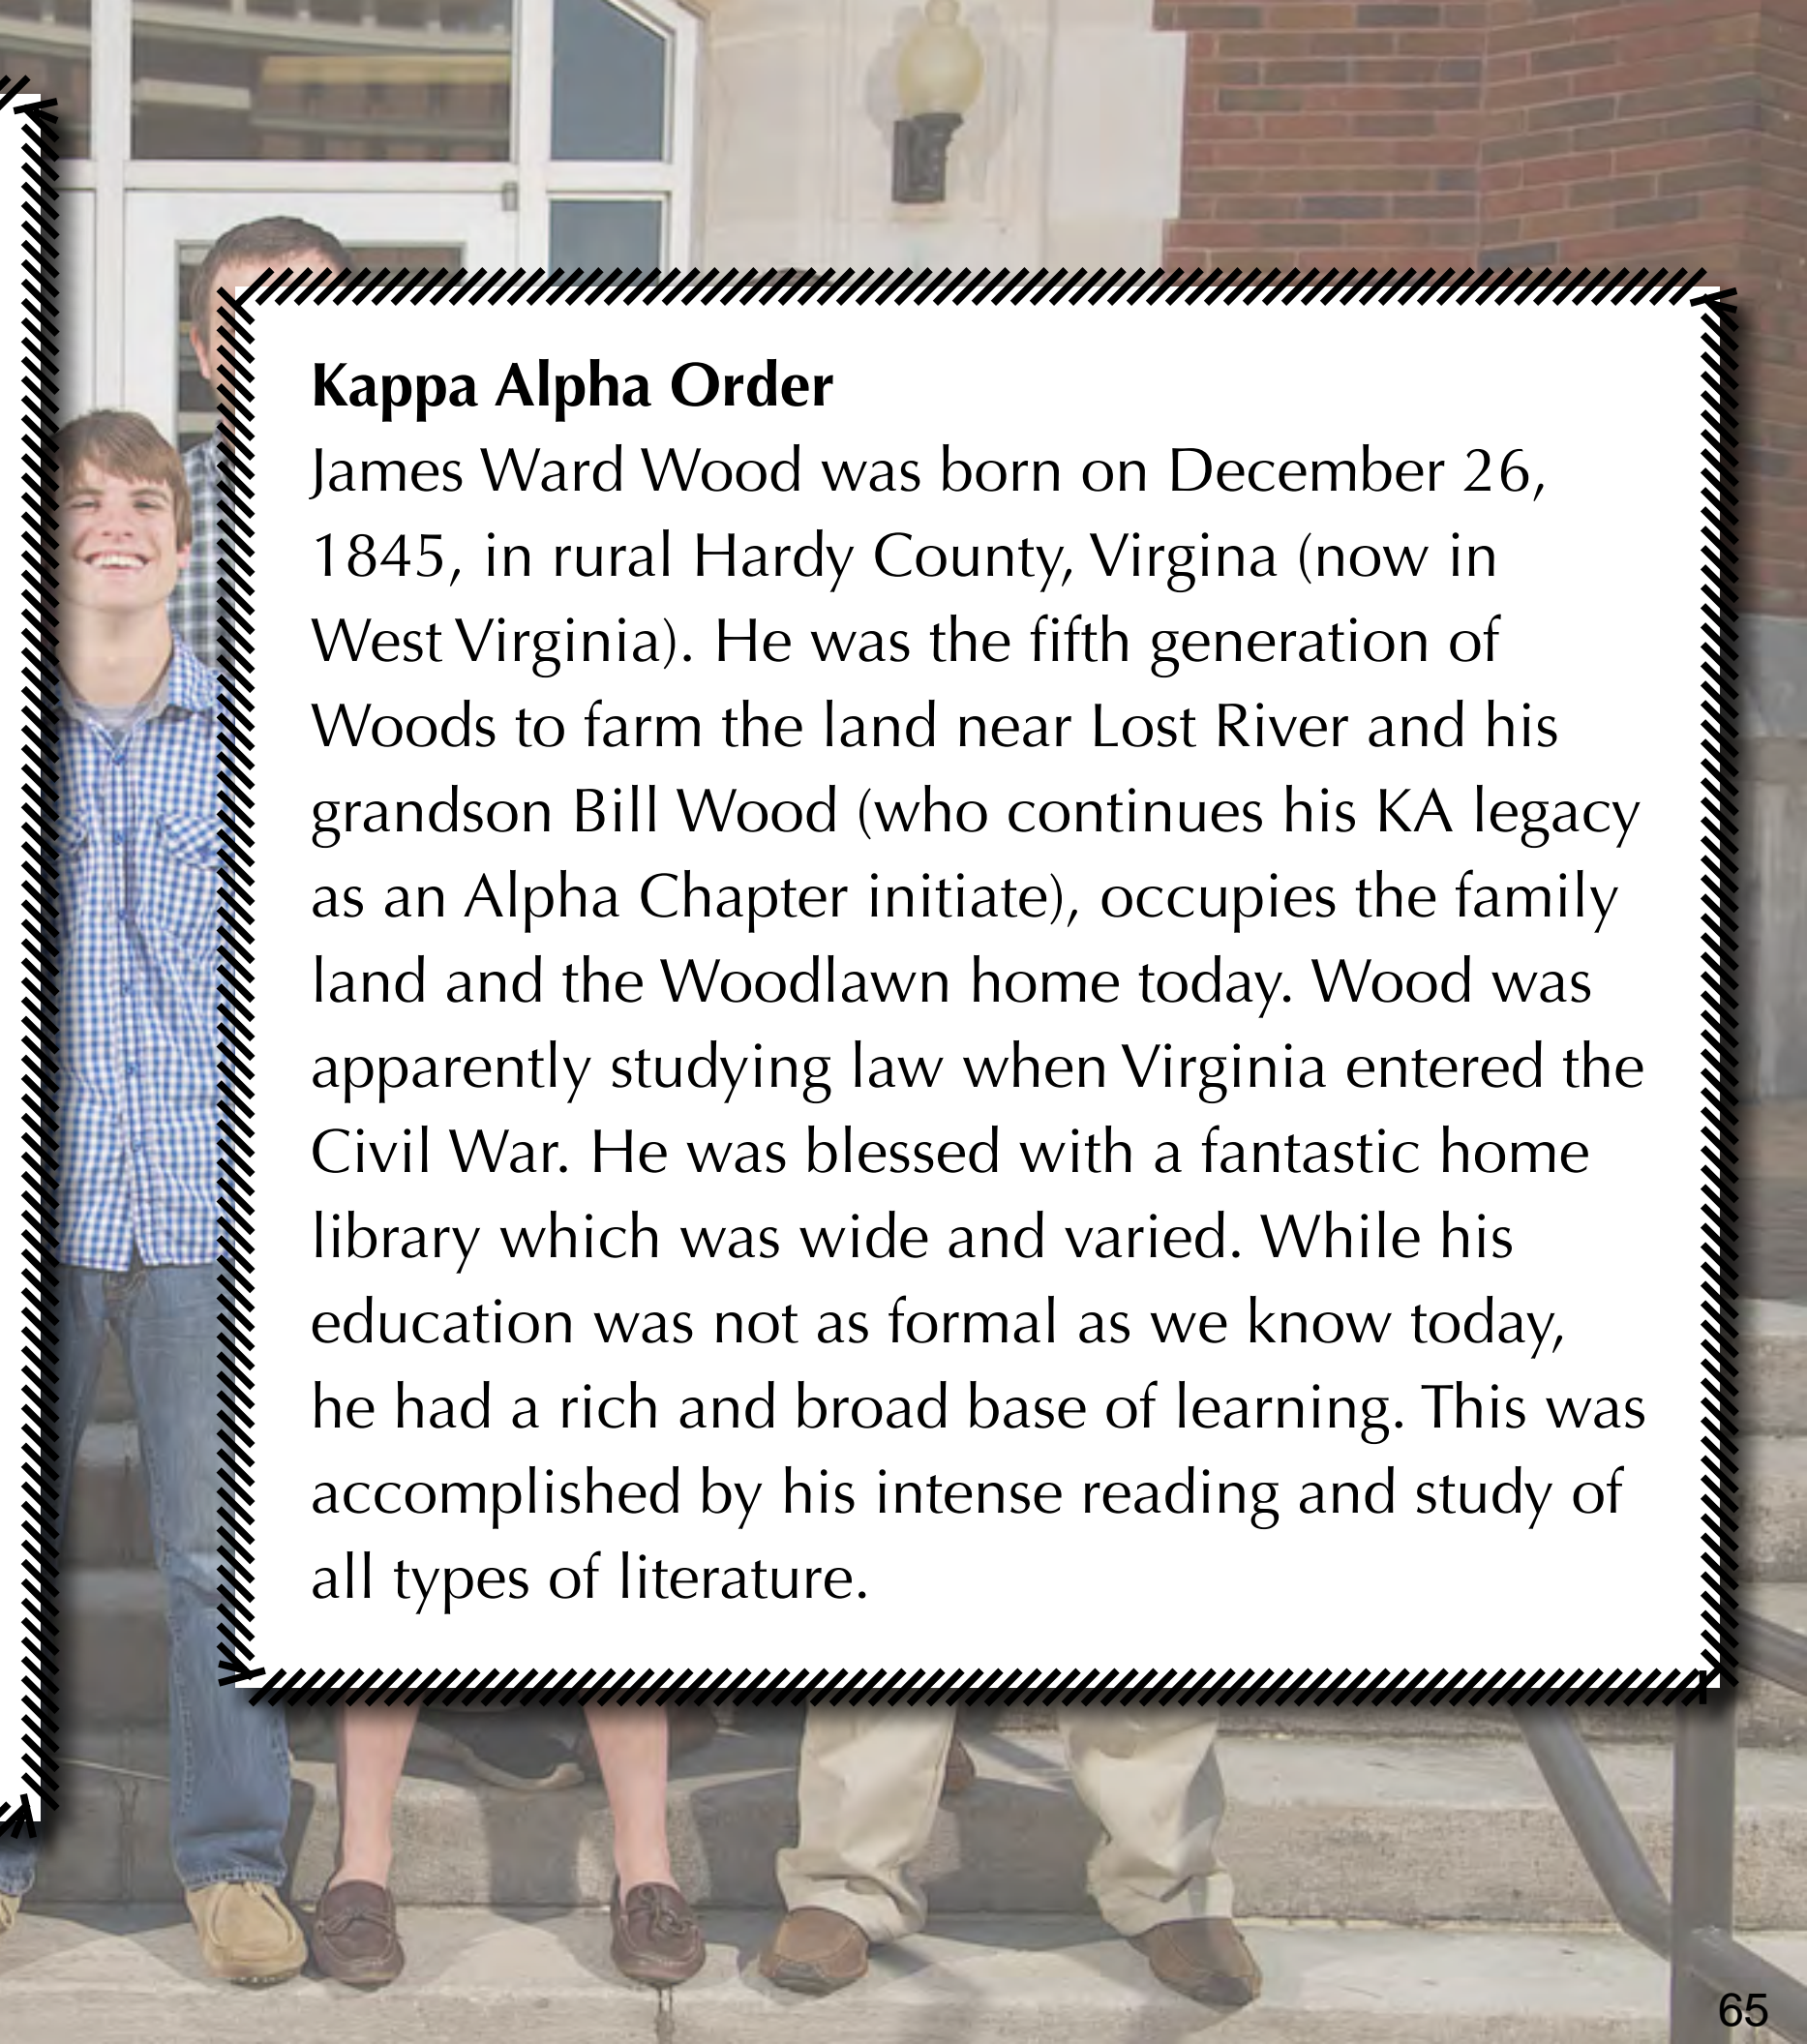 Kappa Alpha Order
James Ward Wood was born on December 26,
1845, in rural Hardy County, Virgina (now in
West Virginia). He was the fifth generation of
Woods to farm the land near Lost River and his
grandson Bill Wood (who continues his KA legacy
as an Alpha Chapter initiate), occupies the family
land and the Woodlawn home today. Wood was
apparently studying law when Virginia entered the
Civil War. He was blessed with a fantastic home
library which was wide and varied. While his
education was not as formal as we know today,
he had a rich and broad base of learning. This was
accomplished by his intense reading and study of
all types of literature.
65